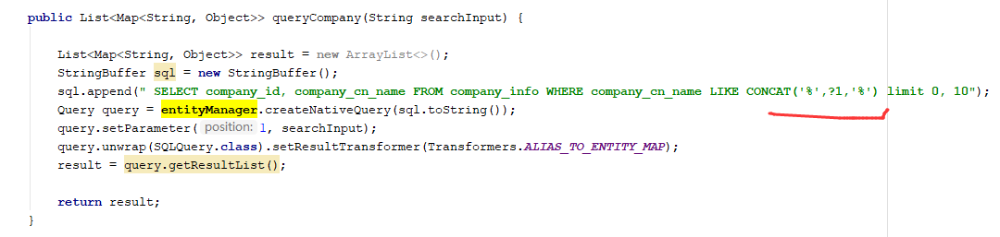 public List<Map<String, Object>> queryCompany(String searchInput) {
List<Map<String, Object>> result = new ArrayList<>();
StringBuffer sql = new StringBuffer();
sql.append(" SELECT company_id, company_cn_name FROM company_info WHERE company_cn_name LIKE CONCAT('%',?1,'%') limit 0, 10");
Query query = entityManager.createNativeQuery(sql.toString());
query.setParameter( position: 1, searchInput);
query.unwrap(SQLQuery.class).setResultTransformer(Transformers.ALIAS_TO_ENTITY_MAP);
result = query.getResultList();
return result;
}